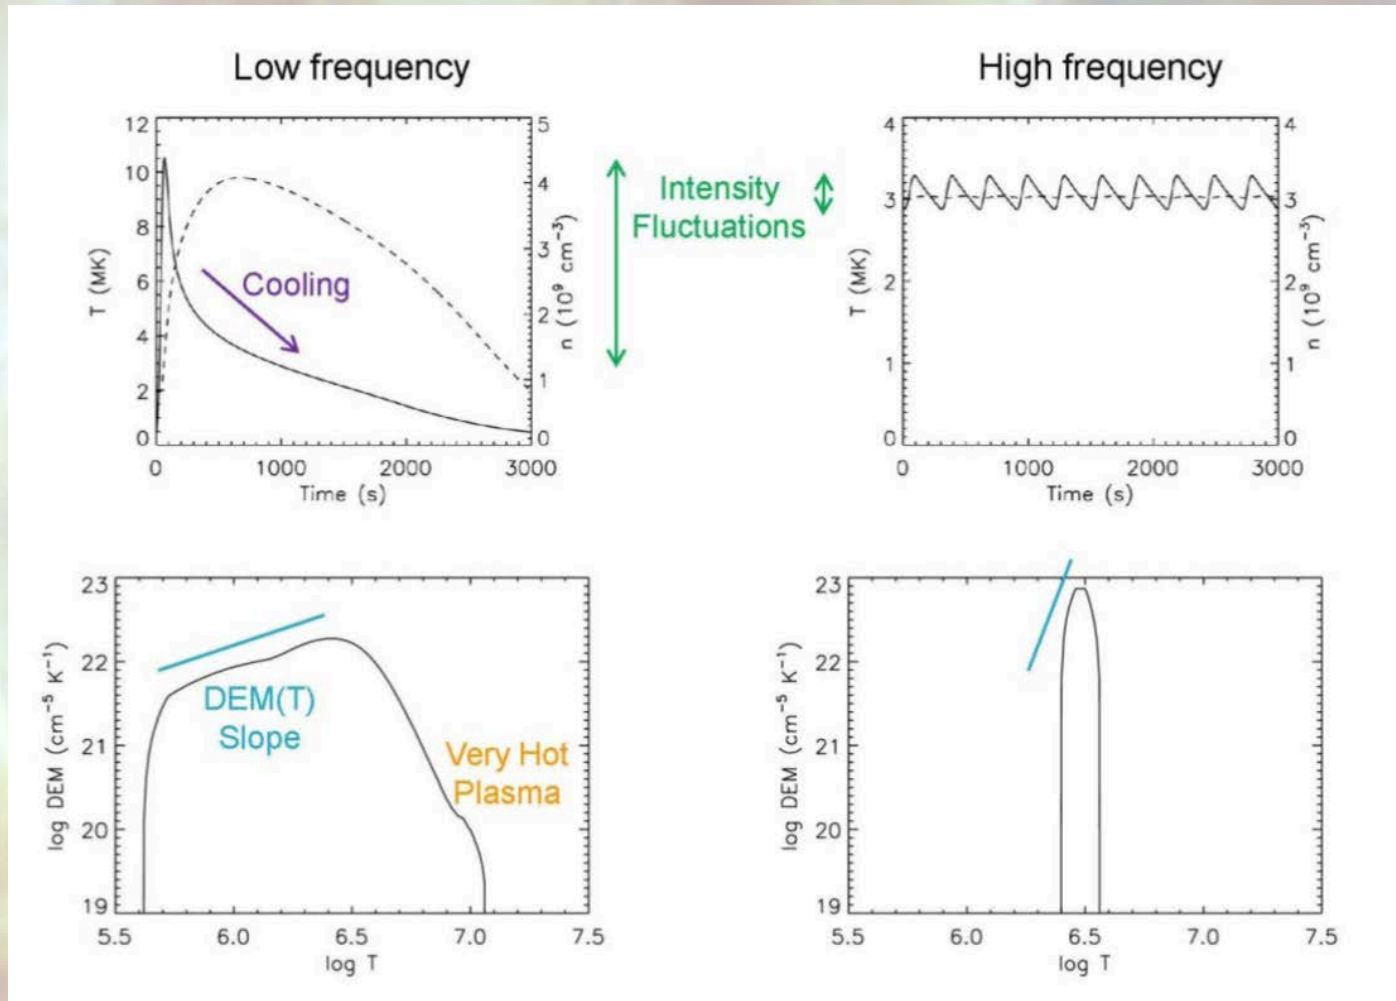 Low frequency
High frequency
12
10
8
6
4
2
0
T (MK)
5
4
3
2
1
0
n (10⁹ cm⁻³)
0
1000
2000
3000
Time (s)
Cooling
Intensity
Fluctuations
4
3
2
1
0
T (MK)
4
3
2
1
0
n (10⁹ cm⁻³)
0
1000
2000
3000
Time (s)
23
22
21
20
19
log DEM (cm⁻⁵ K⁻¹)
DEM(T)
Slope
Very Hot
Plasma
5.5
6.0
6.5
7.0
7.5
log T
23
22
21
20
19
log DEM (cm⁻⁵ K⁻¹)
5.5
6.0
6.5
7.0
7.5
log T